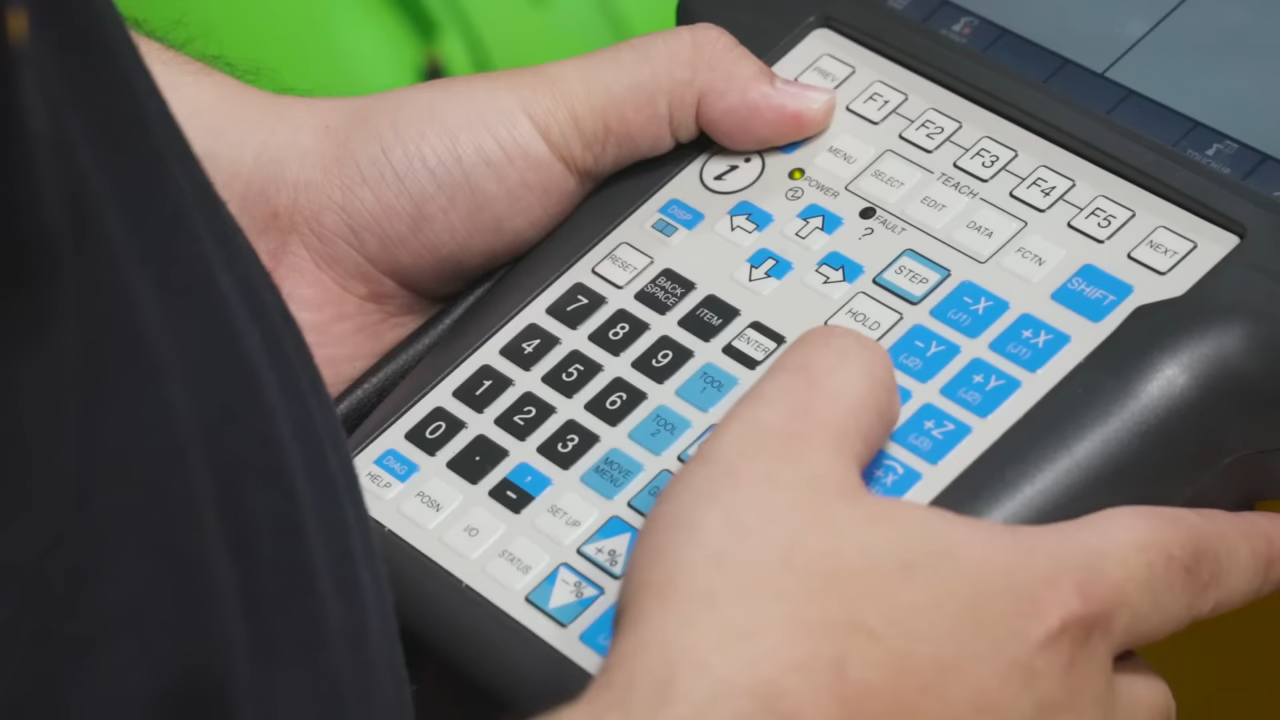 PREV
F1
F2
F3
F4
F5
NEXT
i
MENU
SELECT
TEACH
EDIT
DATA
FCTN
POWER
FAULT
?
DISP
SHIFT
RESET
BACK
SPACE
ITEM
ENTER
STEP
HOLD
-X
(J1)
+X
(J1)
-Y
(J2)
+Y
(J2)
+Z
(J3)
+X
7
8
9
4
5
6
1
2
3
0
.
,
-
TOOL
1
TOOL
2
MOVE
MENU
DIAG
HELP
POSN
I/O
STATUS
SET UP
+%
-%